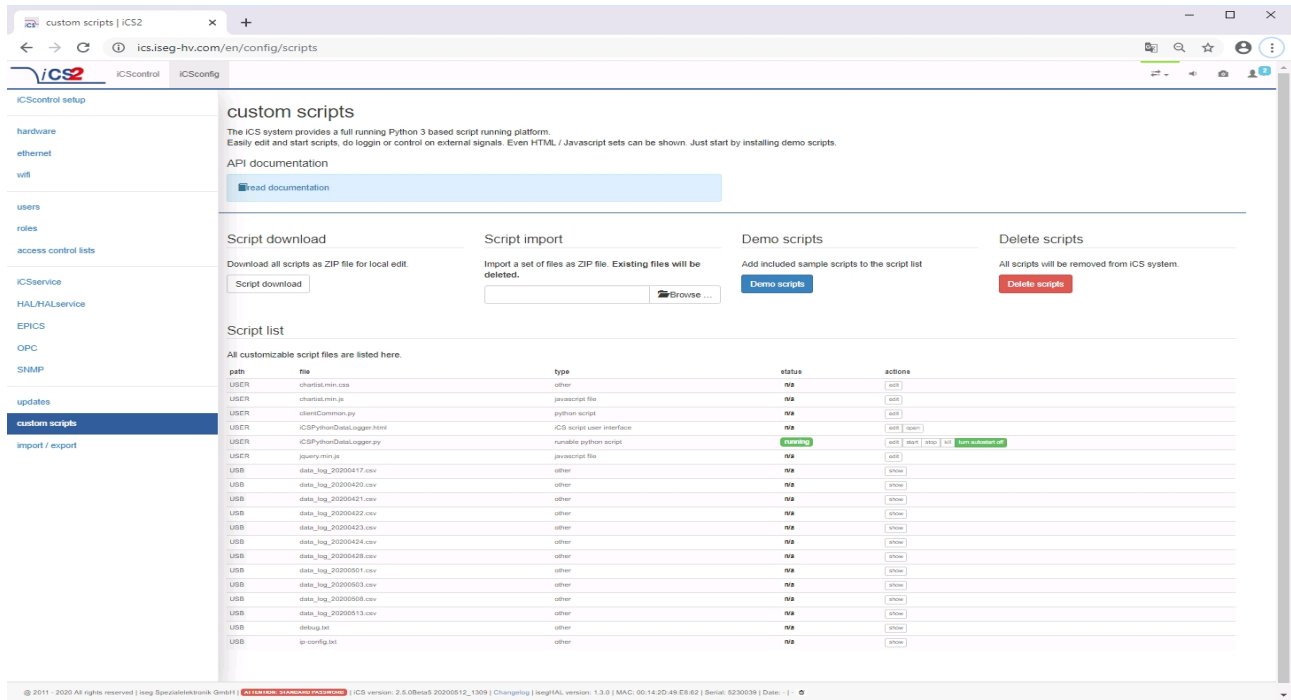 custom scripts | iCS2
ics.iseg-hv.com/en/config/scripts
iCS2 iCScontrol iCSconfig 2
iCScontrol setup
hardware
ethernet
wifi
users
roles
access control lists
iCSservice
HAL/HALservice
EPICS
OPC
SNMP
updates
custom scripts
import / export
custom scripts
The iCS system provides a full running Python 3 based script running platform.
Easily edit and start scripts, do loggin or control on external signals. Even HTML / Javascript sets can be shown. Just start by installing demo scripts.
API documentation
read documentation
Script download
Download all scripts as ZIP file for local edit.
Script download
Script import
Import a set of files as ZIP file. Existing files will be
deleted.
Browse ...
Demo scripts
Add included sample scripts to the script list
Demo scripts
Delete scripts
All scripts will be removed from iCS system.
Delete scripts
Script list
All customizable script files are listed here.
path file type status actions
USER chartist.min.css other n/a edit
USER chartist.min.js javascript file n/a edit
USER clientCommon.py python script n/a edit
USER iCSPythonDataLogger.html iCS script user interface n/a edit open
USER iCSPythonDataLogger.py runable python script running edit start stop kill turn autostart off
USER jquery.min.js javascript file n/a edit
USB data_log_20200417.csv other n/a show
USB data_log_20200420.csv other n/a show
USB data_log_20200421.csv other n/a show
USB data_log_20200422.csv other n/a show
USB data_log_20200423.csv other n/a show
USB data_log_20200424.csv other n/a show
USB data_log_20200428.csv other n/a show
USB data_log_20200501.csv other n/a show
USB data_log_20200503.csv other n/a show
USB data_log_20200508.csv other n/a show
USB data_log_20200513.csv other n/a show
USB debug.txt other n/a show
USB ip-config.txt other n/a show
@ 2011 - 2020 All rights reserved | iseg Spezialelektronik GmbH | ATTENTION: STANDARD PASSWORD | iCS version: 2.5.0Beta5 20200512_1309 | Changelog | isegHAL version: 1.3.0 | MAC: 00:14:2D:49:E8:62 | Serial: 5230039 | Date: - | -